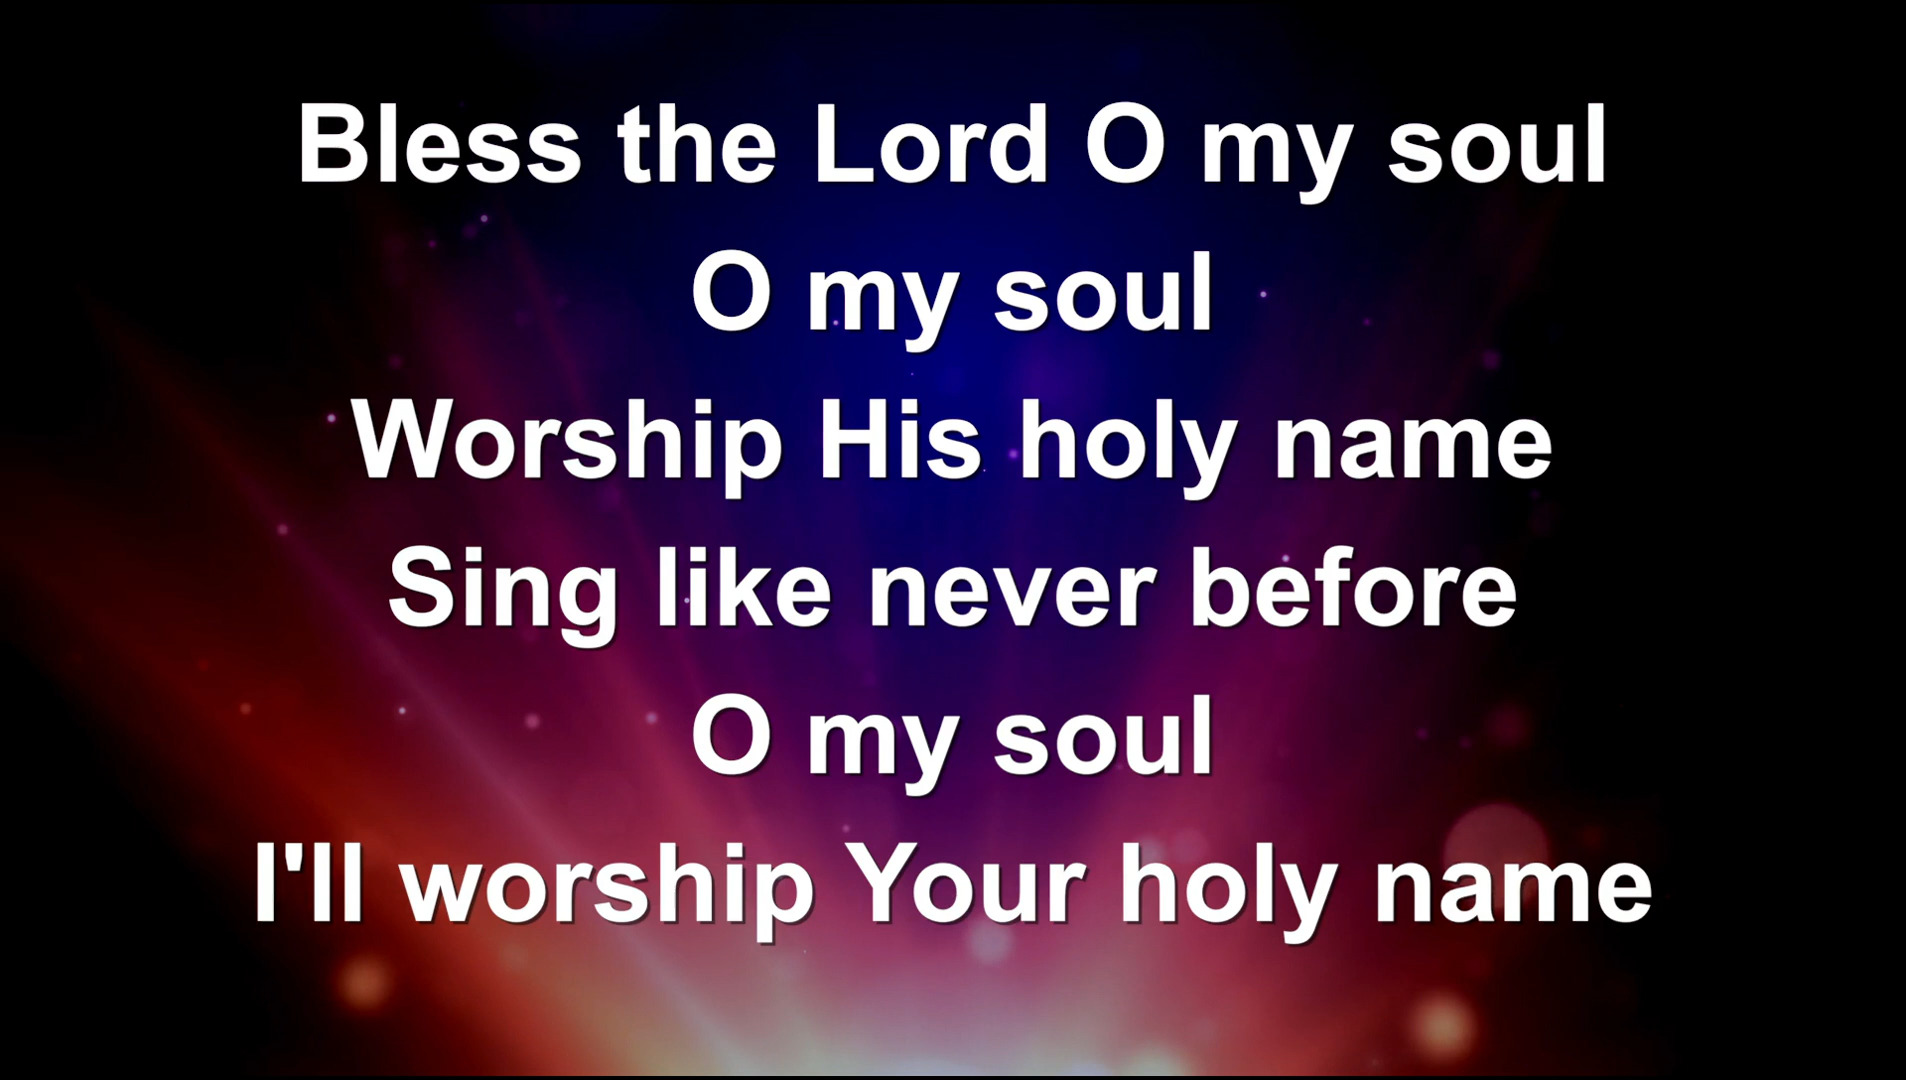 Bless the Lord O my soul
O my soul
Worship His holy name
Sing like never before
O my soul
I'll worship Your holy name